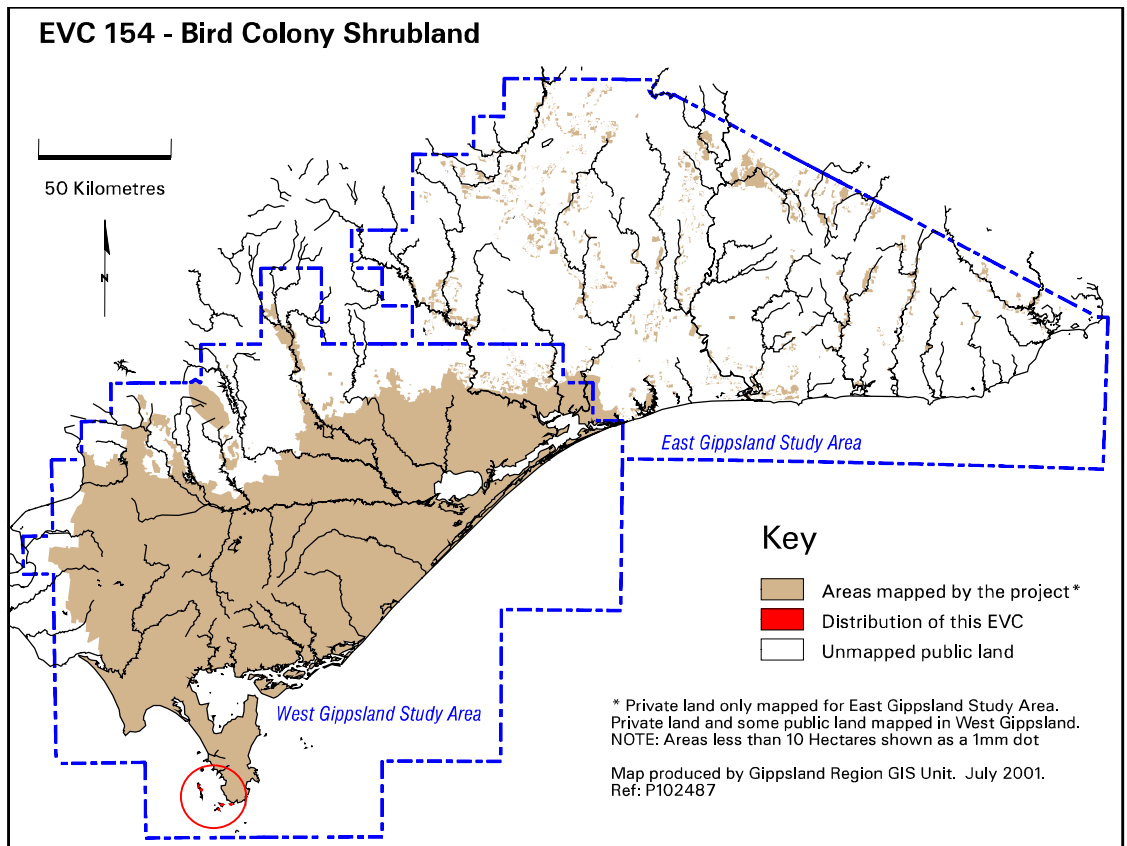 EVC 154 - Bird Colony Shrubland
50 Kilometres
N
East Gippsland Study Area
Key
Areas mapped by the project*
Distribution of this EVC
Unmapped public land
West Gippsland Study Area
* Private land only mapped for East Gippsland Study Area.
Private land and some public land mapped in West Gippsland.
NOTE: Areas less than 10 Hectares shown as a 1mm dot
Map produced by Gippsland Region GIS Unit. July 2001.
Ref: P102487